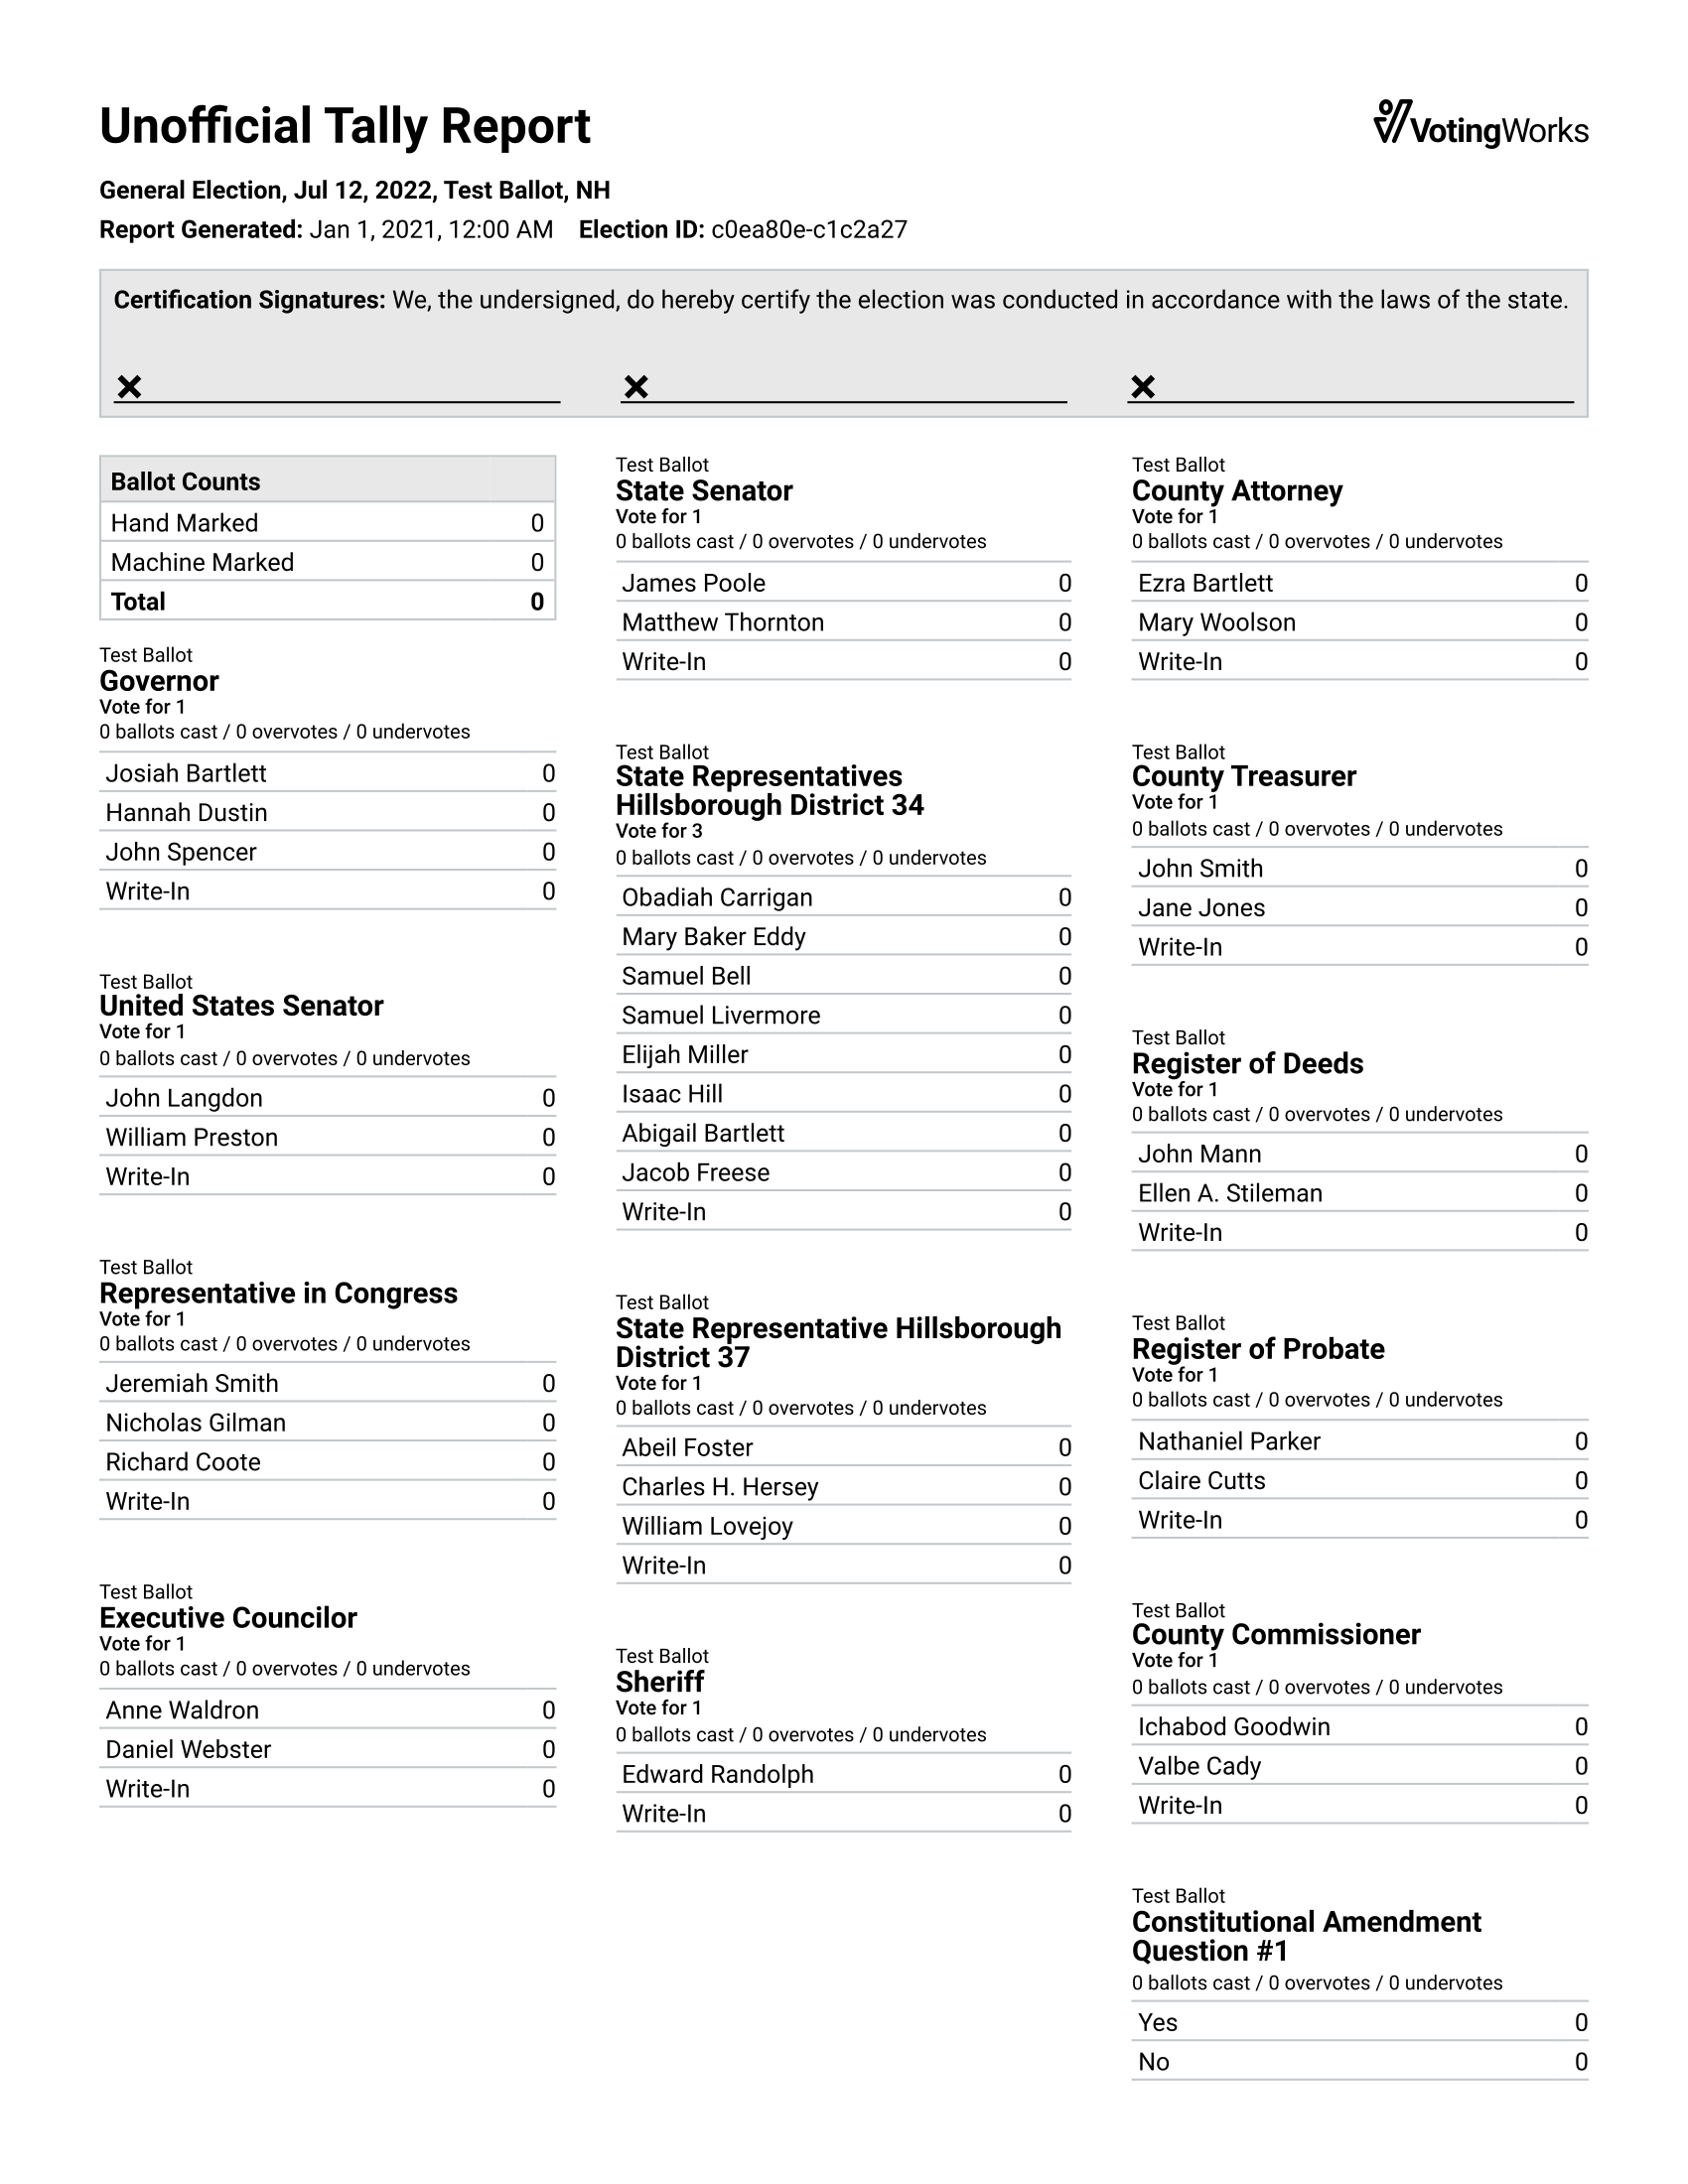 Unofficial Tally Report
VotingWorks
General Election, Jul 12, 2022, Test Ballot, NH
Report Generated: Jan 1, 2021, 12:00 AM Election ID: c0ea80e-c1c2a27
Certification Signatures: We, the undersigned, do hereby certify the election was conducted in accordance with the laws of the state.
Ballot Counts
Hand Marked 0
Machine Marked 0
Total 0
Test Ballot
Governor
Vote for 1
0 ballots cast / 0 overvotes / 0 undervotes
Josiah Bartlett 0
Hannah Dustin 0
John Spencer 0
Write-In 0
Test Ballot
United States Senator
Vote for 1
0 ballots cast / 0 overvotes / 0 undervotes
John Langdon 0
William Preston 0
Write-In 0
Test Ballot
Representative in Congress
Vote for 1
0 ballots cast / 0 overvotes / 0 undervotes
Jeremiah Smith 0
Nicholas Gilman 0
Richard Coote 0
Write-In 0
Test Ballot
Executive Councilor
Vote for 1
0 ballots cast / 0 overvotes / 0 undervotes
Anne Waldron 0
Daniel Webster 0
Write-In 0
Test Ballot
State Senator
Vote for 1
0 ballots cast / 0 overvotes / 0 undervotes
James Poole 0
Matthew Thornton 0
Write-In 0
Test Ballot
State Representatives
Hillsborough District 34
Vote for 3
0 ballots cast / 0 overvotes / 0 undervotes
Obadiah Carrigan 0
Mary Baker Eddy 0
Samuel Bell 0
Samuel Livermore 0
Elijah Miller 0
Isaac Hill 0
Abigail Bartlett 0
Jacob Freese 0
Write-In 0
Test Ballot
State Representative Hillsborough
District 37
Vote for 1
0 ballots cast / 0 overvotes / 0 undervotes
Abeil Foster 0
Charles H. Hersey 0
William Lovejoy 0
Write-In 0
Test Ballot
Sheriff
Vote for 1
0 ballots cast / 0 overvotes / 0 undervotes
Edward Randolph 0
Write-In 0
Test Ballot
County Attorney
Vote for 1
0 ballots cast / 0 overvotes / 0 undervotes
Ezra Bartlett 0
Mary Woolson 0
Write-In 0
Test Ballot
County Treasurer
Vote for 1
0 ballots cast / 0 overvotes / 0 undervotes
John Smith 0
Jane Jones 0
Write-In 0
Test Ballot
Register of Deeds
Vote for 1
0 ballots cast / 0 overvotes / 0 undervotes
John Mann 0
Ellen A. Stileman 0
Write-In 0
Test Ballot
Register of Probate
Vote for 1
0 ballots cast / 0 overvotes / 0 undervotes
Nathaniel Parker 0
Claire Cutts 0
Write-In 0
Test Ballot
County Commissioner
Vote for 1
0 ballots cast / 0 overvotes / 0 undervotes
Ichabod Goodwin 0
Valbe Cady 0
Write-In 0
Test Ballot
Constitutional Amendment
Question #1
0 ballots cast / 0 overvotes / 0 undervotes
Yes 0
No 0